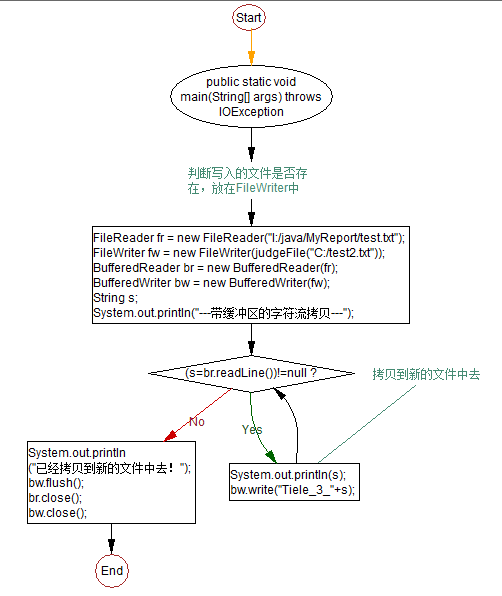 Start
public static void
main(String[] args) throws
IOException
判断写入的文件是否存
在，放在FileWriter中
FileReader fr = new FileReader("I:/java/MyReport/test.txt");
FileWriter fw = new FileWriter(judgeFile("C:/test2.txt"));
BufferedReader br = new BufferedReader(fr);
BufferedWriter bw = new BufferedWriter(fw);
String s;
System.out.println("---带缓冲区的字符流拷贝---");
(s=br.readLine())!=null ?
拷贝到新的文件中去
No
Yes
System.out.println
("已经拷贝到新的文件中去！");
bw.flush();
br.close();
bw.close();
System.out.println(s);
bw.write("Tiele_3_"+s);
End